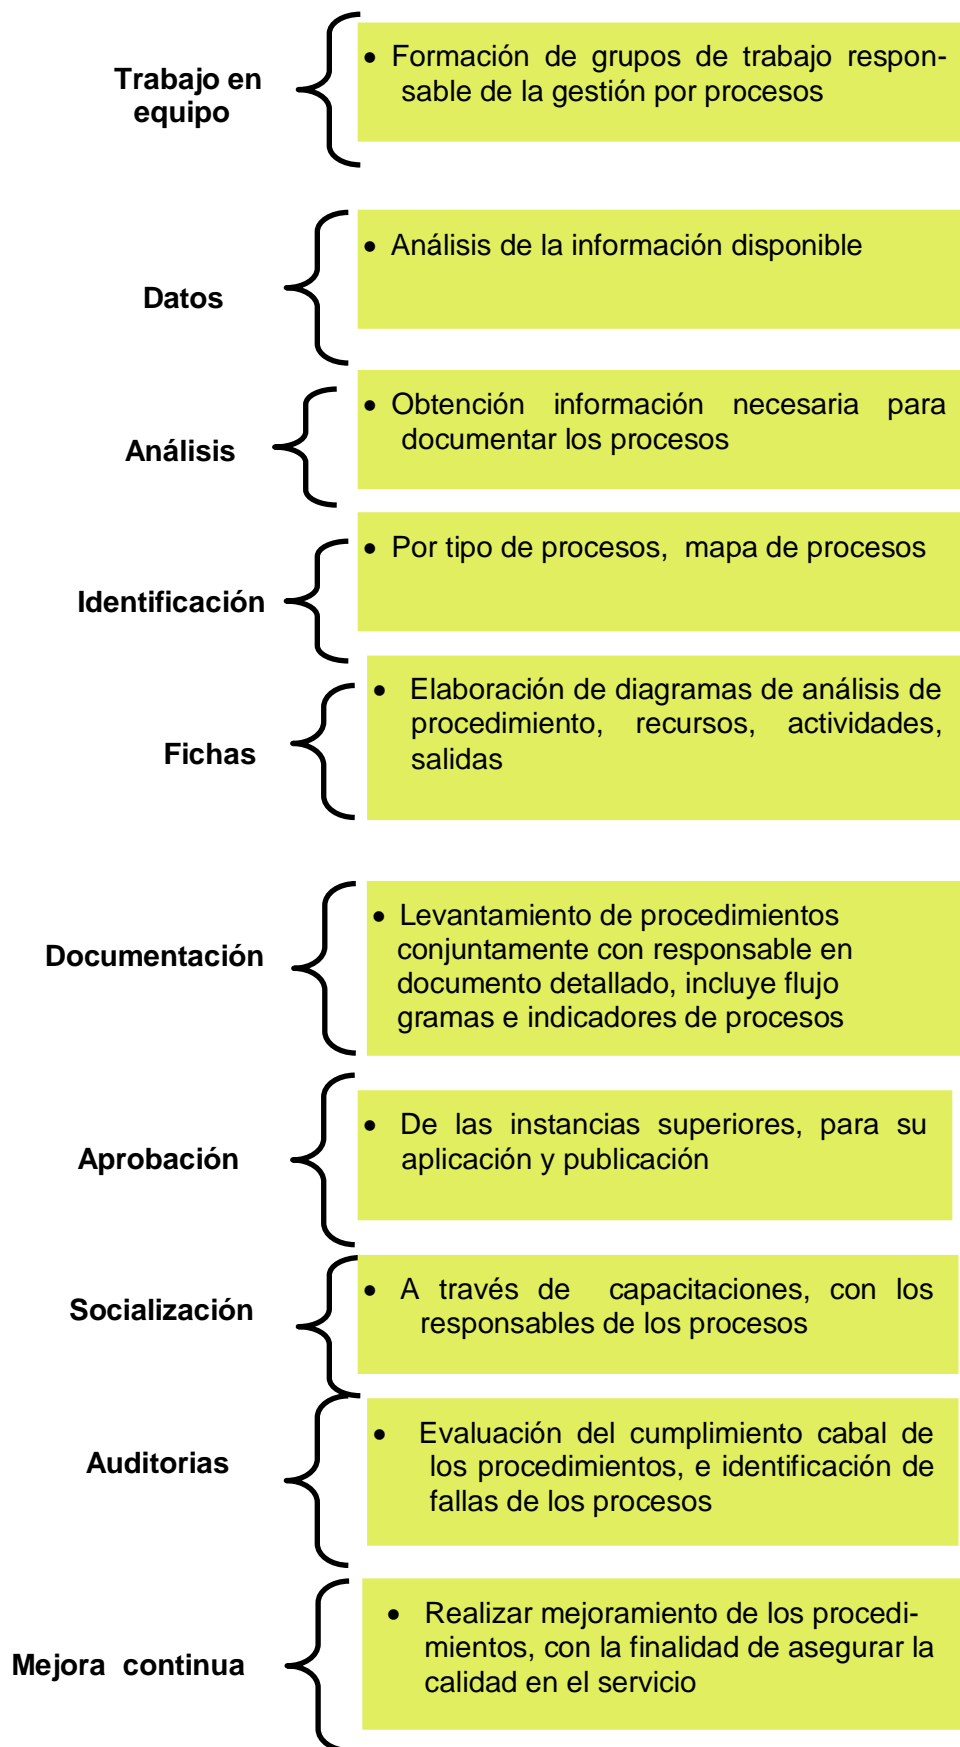 Trabajo en
equipo
• Formación de grupos de trabajo respon-
sable de la gestión por procesos
Datos
• Análisis de la información disponible
Análisis
• Obtención información necesaria para
documentar los procesos
Identificación
• Por tipo de procesos, mapa de procesos
Fichas
• Elaboración de diagramas de análisis de
procedimiento, recursos, actividades,
salidas
Documentación
• Levantamiento de procedimientos
conjuntamente con responsable en
documento detallado, incluye flujo
gramas e indicadores de procesos
Aprobación
• De las instancias superiores, para su
aplicación y publicación
Socialización
• A través de capacitaciones, con los
responsables de los procesos
Auditorias
• Evaluación del cumplimiento cabal de
los procedimientos, e identificación de
fallas de los procesos
Mejora continua
• Realizar mejoramiento de los procedi-
mientos, con la finalidad de asegurar la
calidad en el servicio